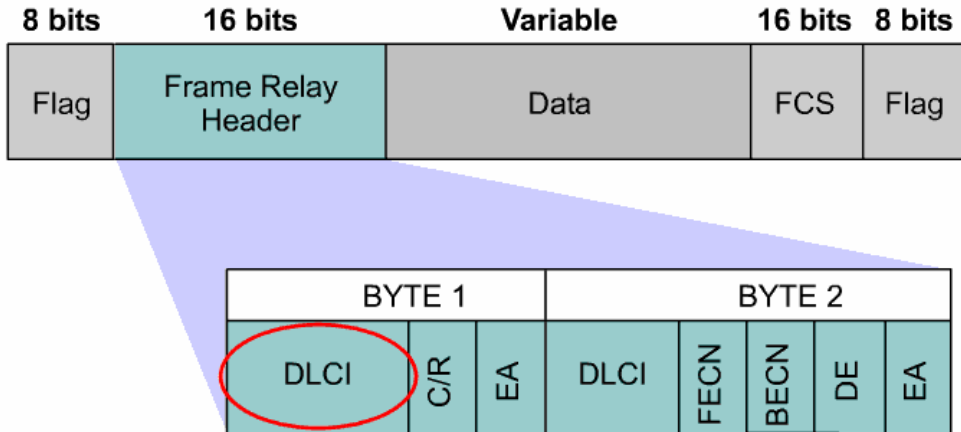 8 bits 16 bits Variable 16 bits 8 bits
Flag Frame Relay Header Data FCS Flag
BYTE 1 BYTE 2
DLCI C/R EA DLCI FECN BECN DE EA